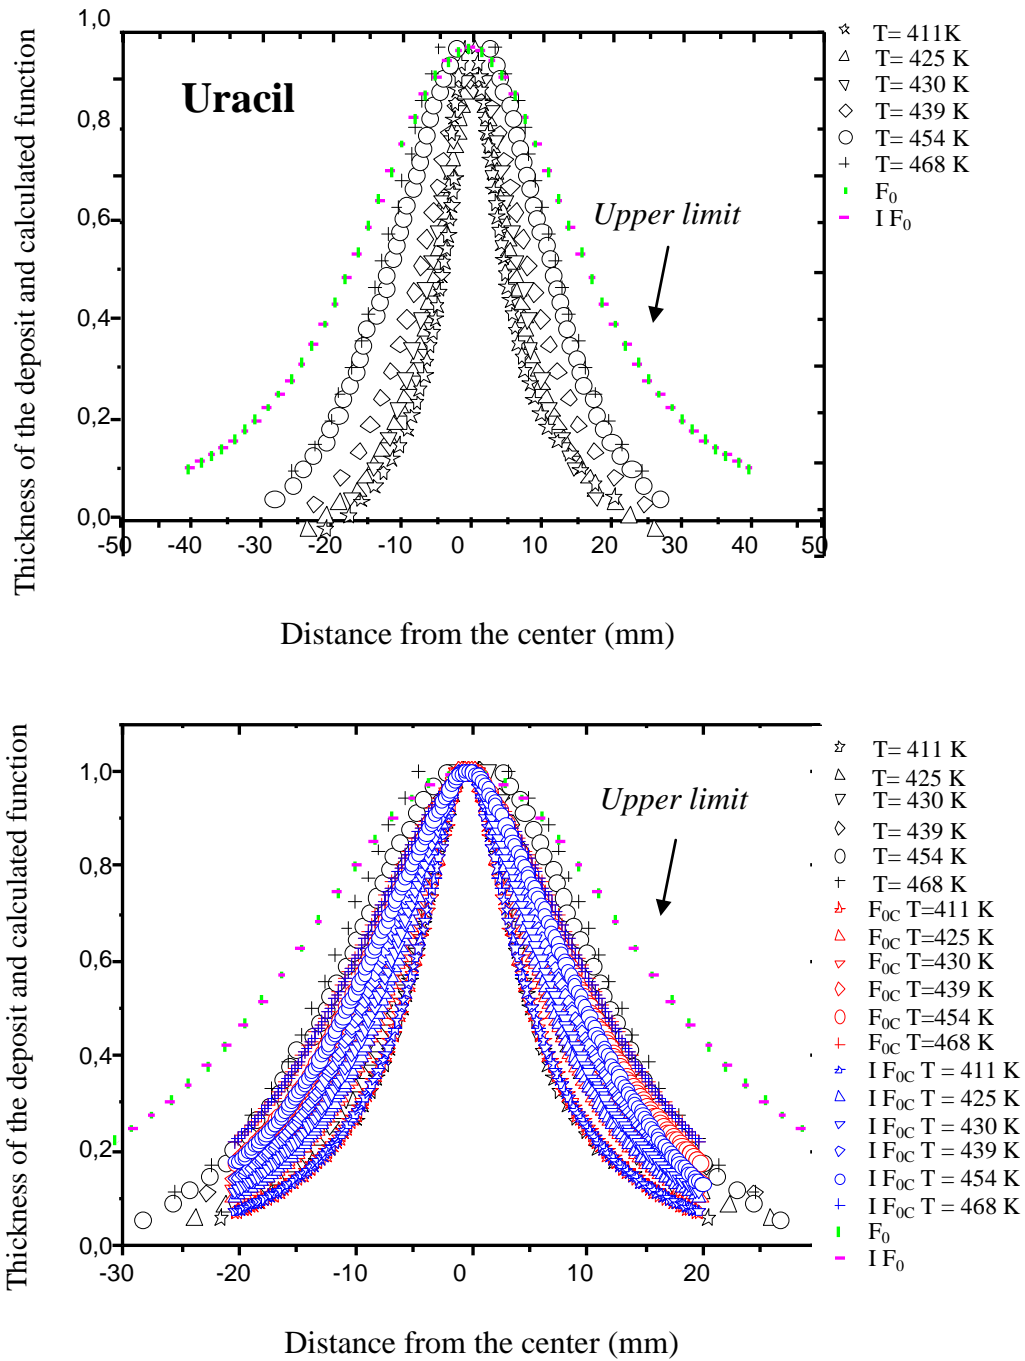 Thickness of the deposit and calculated function
1,0
0,8
0,6
0,4
0,2
0,0
Uracil
Upper limit
-50 -40 -30 -20 -10 0 10 20 30 40 50
Distance from the center (mm)
T= 411K
T= 425 K
T= 430 K
T= 439 K
T= 454 K
T= 468 K
F0
I F0
Thickness of the deposit and calculated function
1,0
0,8
0,6
0,4
0,2
0,0
Upper limit
-30 -20 -10 0 10 20
Distance from the center (mm)
T= 411 K
T= 425 K
T= 430 K
T= 439 K
T= 454 K
T= 468 K
F0C T=411 K
F0C T=425 K
F0C T=430 K
F0C T=439 K
F0C T=454 K
F0C T=468 K
I F0C T = 411 K
I F0C T = 425 K
I F0C T = 430 K
I F0C T = 439 K
I F0C T = 454 K
I F0C T = 468 K
F0
I F0